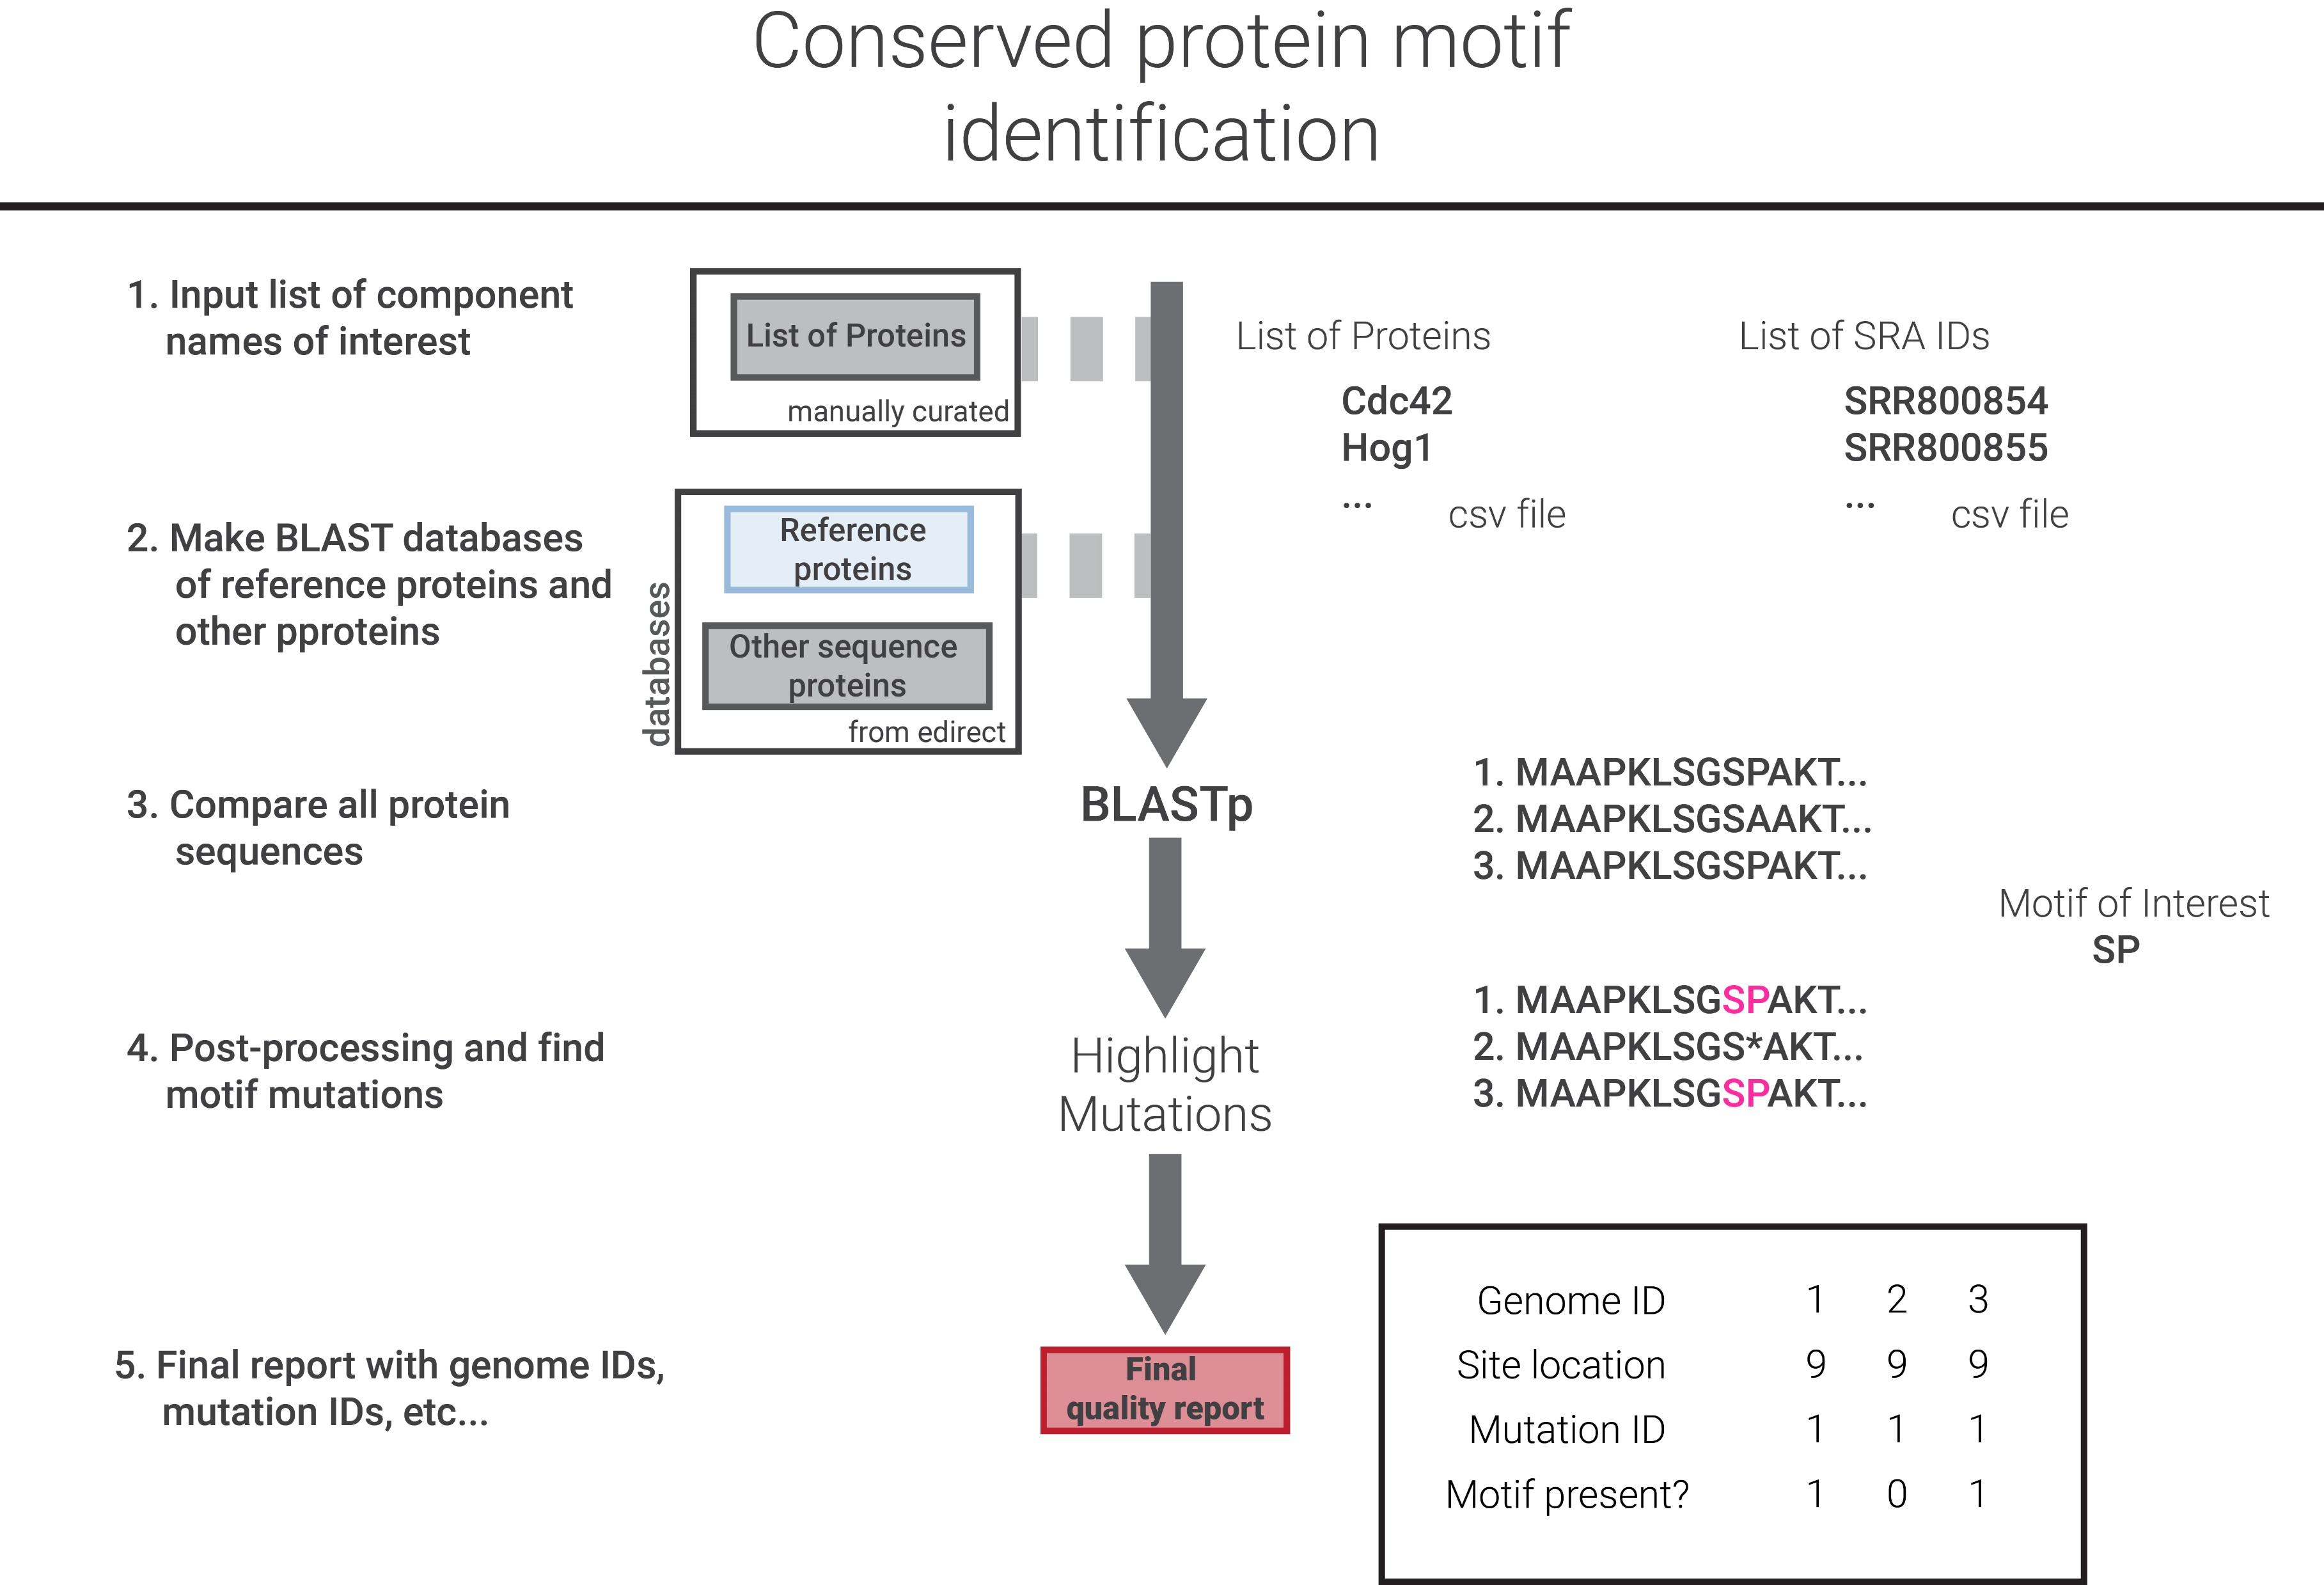 Conserved protein motif
identification
1. Input list of component
names of interest
List of Proteins
manually curated
List of Proteins
Cdc42
Hog1
...
csv file
List of SRA IDs
SRR800854
SRR800855
...
csv file
2. Make BLAST databases
of reference proteins and
other pproteins
databases
Reference
proteins
Other sequence
proteins
from edirect
3. Compare all protein
sequences
BLASTp
1. MAAPKLSGSPAKT...
2. MAAPKLSGSAAKT...
3. MAAPKLSGSPAKT...
Motif of Interest
SP
4. Post-processing and find
motif mutations
Highlight
Mutations
1. MAAPKLSGSPAKT...
2. MAAPKLSGS*AKT...
3. MAAPKLSGSPAKT...
5. Final report with genome IDs,
mutation IDs, etc...
Final
quality report
Genome ID 1 2 3
Site location 9 9 9
Mutation ID 1 1 1
Motif present? 1 0 1